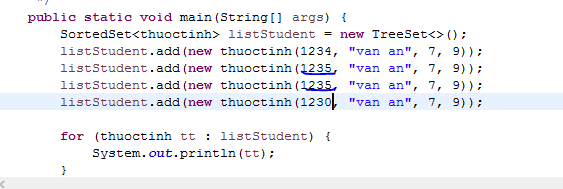 */
public static void main(String[] args) {
SortedSet<thuoctinh> listStudent = new TreeSet<>();
listStudent.add(new thuoctinh(1234, "van an", 7, 9));
listStudent.add(new thuoctinh(1235, "van an", 7, 9));
listStudent.add(new thuoctinh(1235, "van an", 7, 9));
listStudent.add(new thuoctinh(1230, "van an", 7, 9));
for (thuoctinh tt : listStudent) {
System.out.println(tt);
}